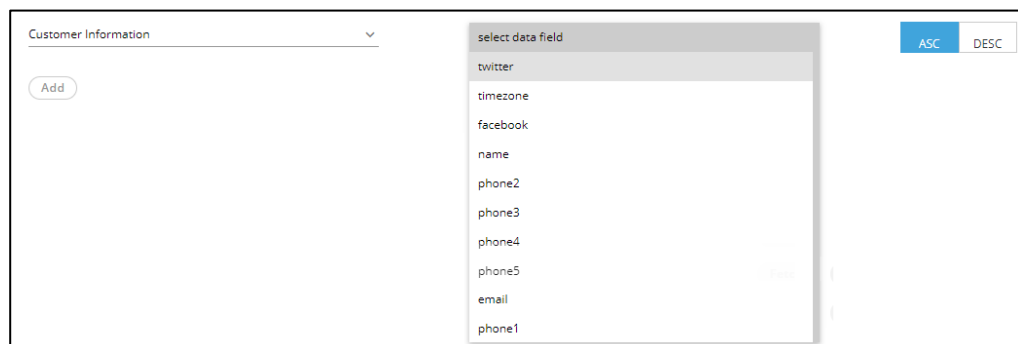 Customer Information
select data field
ASC
DESC
twitter
Add
timezone
facebook
name
phone2
phone3
phone4
phone5
email
phone1